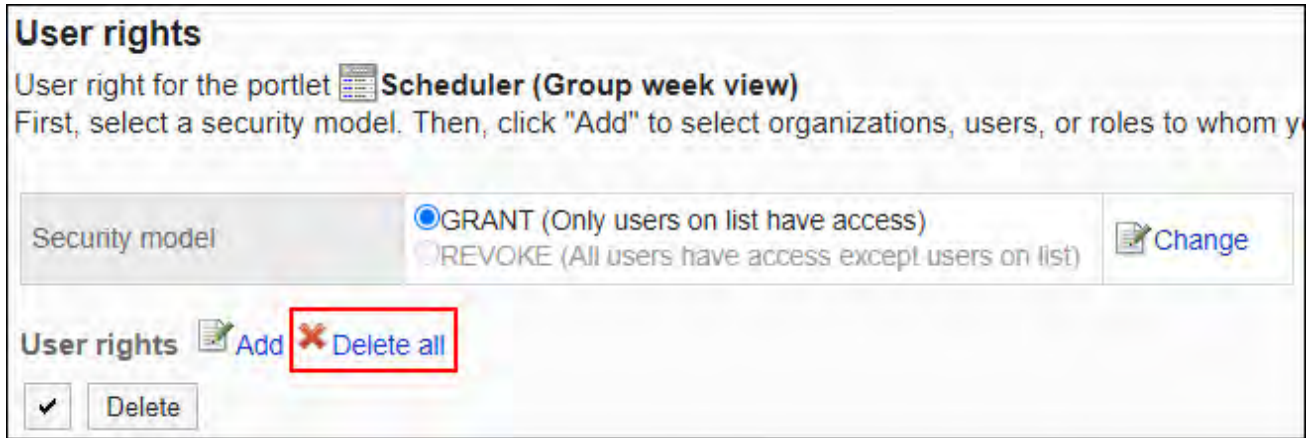 User rights
User right for the portlet Scheduler (Group week view)
First, select a security model. Then, click "Add" to select organizations, users, or roles to whom
Security model
GRANT (Only users on list have access)
REVOKE (All users have access except users on list)
Change
User rights Add Delete all
Delete